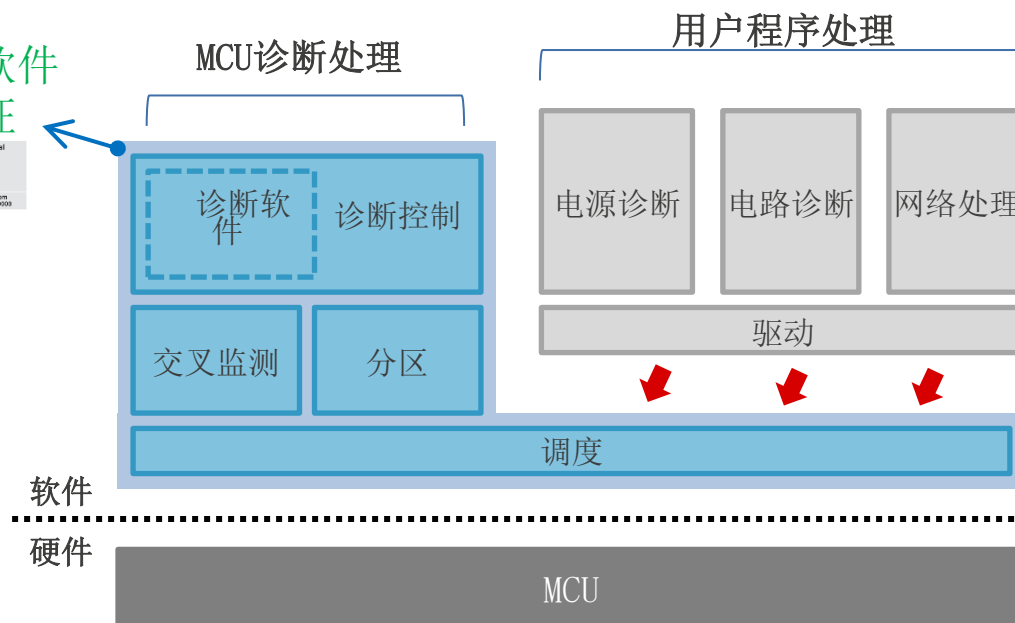 用户程序处理
MCU诊断处理
软件
诊断软
件
诊断控制
电源诊断
电路诊断
网络处理
交叉监测
分区
驱动
调度
软件
硬件
MCU